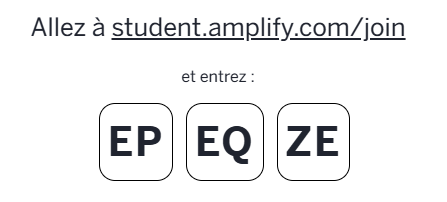 Allez à student.amplify.com/join
et entrez :
EP EQ ZE